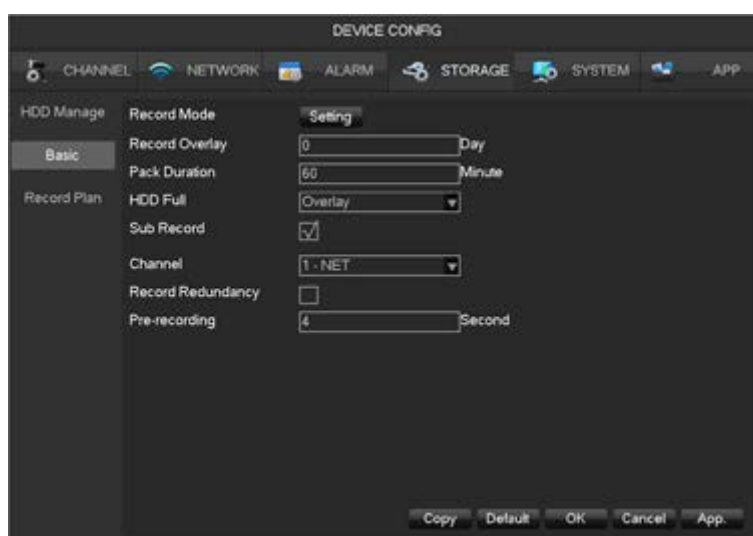 DEVICE CONFIG
CHANNEL NETWORK ALARM STORAGE SYSTEM APP
HDD Manage
Basic
Record Plan
Record Mode Setting
Record Overlay 0 Day
Pack Duration 60 Minute
HDD Full Overlay
Sub Record
Channel 1 - NET
Record Redundancy
Pre-recording 4 Second
Copy Default OK Cancel App.